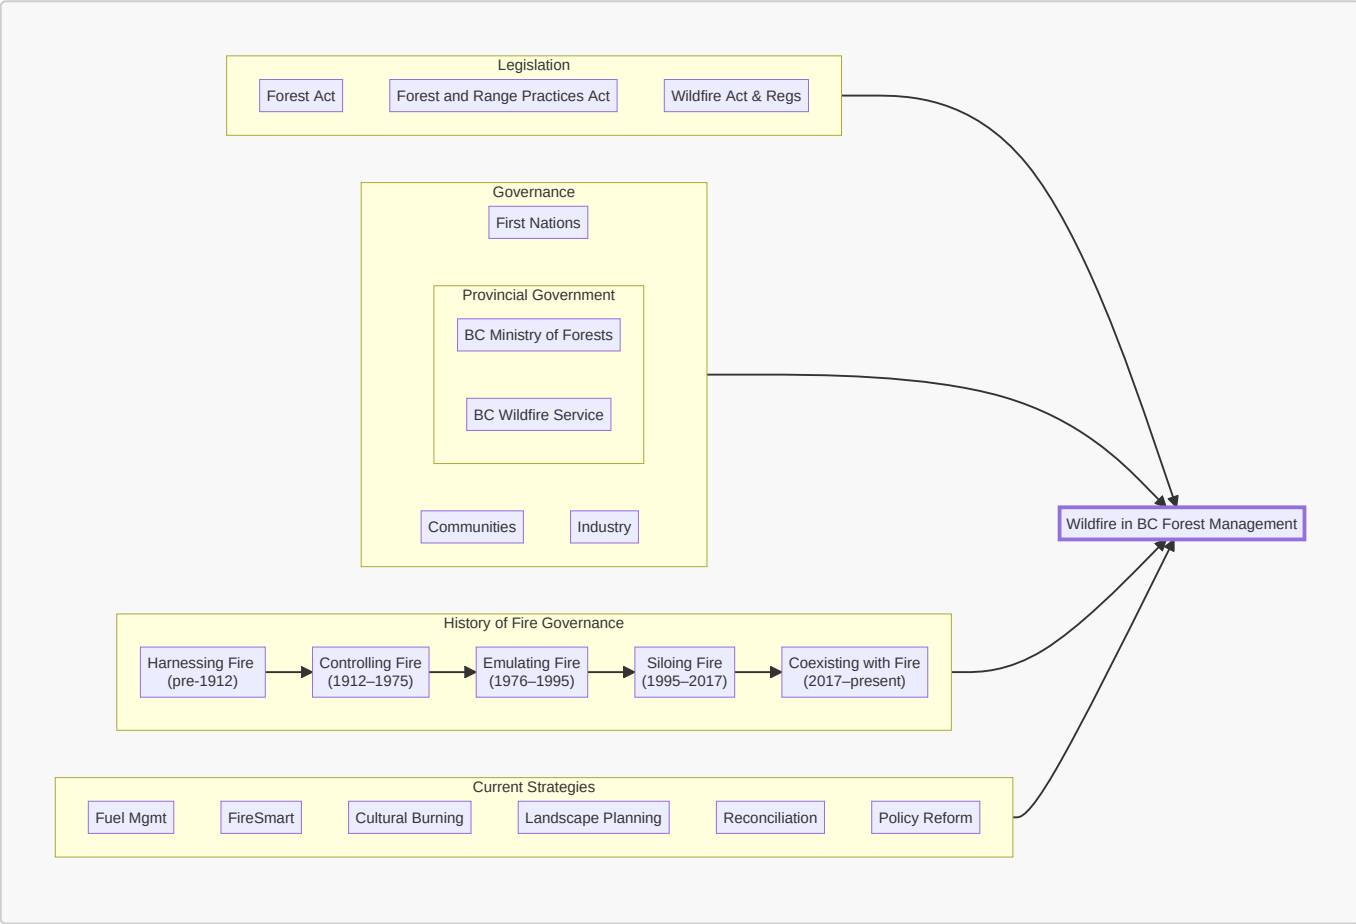 Legislation
Forest Act
Forest and Range Practices Act
Wildfire Act & Regs
Governance
First Nations
Provincial Government
BC Ministry of Forests
BC Wildfire Service
Communities
Industry
Wildfire in BC Forest Management
History of Fire Governance
Harnessing Fire
(pre-1912)
Controlling Fire
(1912–1975)
Emulating Fire
(1976–1995)
Siloing Fire
(1995–2017)
Coexisting with Fire
(2017–present)
Current Strategies
Fuel Mgmt
FireSmart
Cultural Burning
Landscape Planning
Reconciliation
Policy Reform